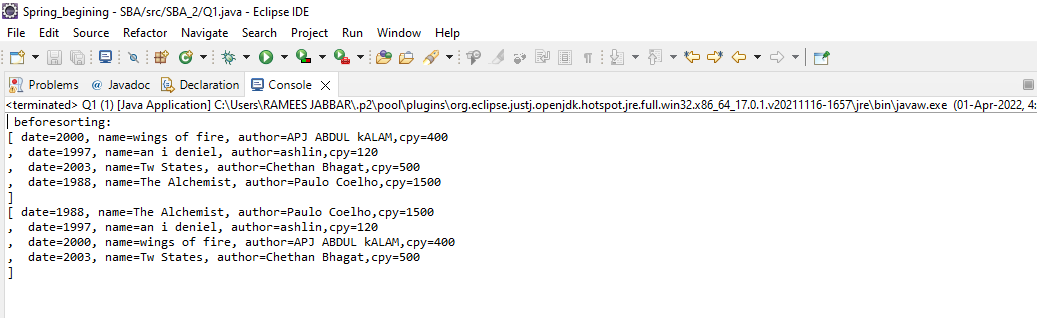 Spring_begining - SBA/src/SBA_2/Q1.java - Eclipse IDE
File Edit Source Refactor Navigate Search Project Run Window Help
Problems @ Javadoc Declaration Console
<terminated> Q1 (1) [Java Application] C:\Users\RAMEES JABBAR\.p2\pool\plugins\org.eclipse.justj.openjdk.hotspot.jre.full.win32.x86_64_17.0.1.v20211116-1657\jre\bin\javaw.exe (01-Apr-2022, 4:
beforesorting:
[ date=2000, name=wings of fire, author=APJ ABDUL kALAM,cpy=400
,  date=1997, name=an i deniel, author=ashlin,cpy=120
,  date=2003, name=Tw States, author=Chethan Bhagat,cpy=500
,  date=1988, name=The Alchemist, author=Paulo Coelho,cpy=1500
]
[ date=1988, name=The Alchemist, author=Paulo Coelho,cpy=1500
,  date=1997, name=an i deniel, author=ashlin,cpy=120
,  date=2000, name=wings of fire, author=APJ ABDUL kALAM,cpy=400
,  date=2003, name=Tw States, author=Chethan Bhagat,cpy=500
]